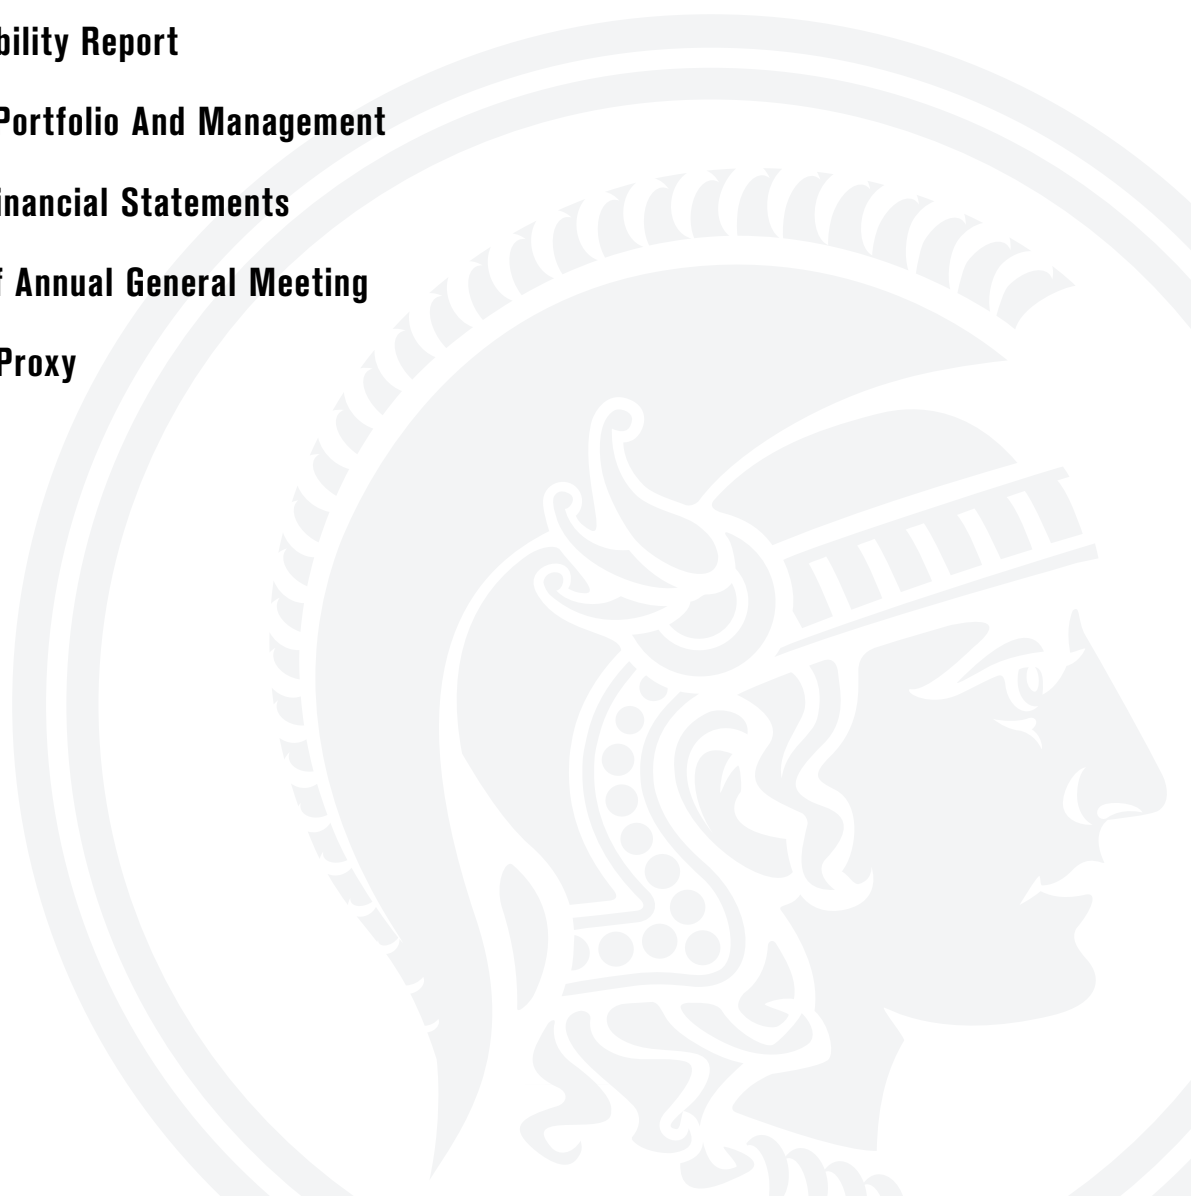 bility Report
Portfolio And Management
inancial Statements
f Annual General Meeting
Proxy